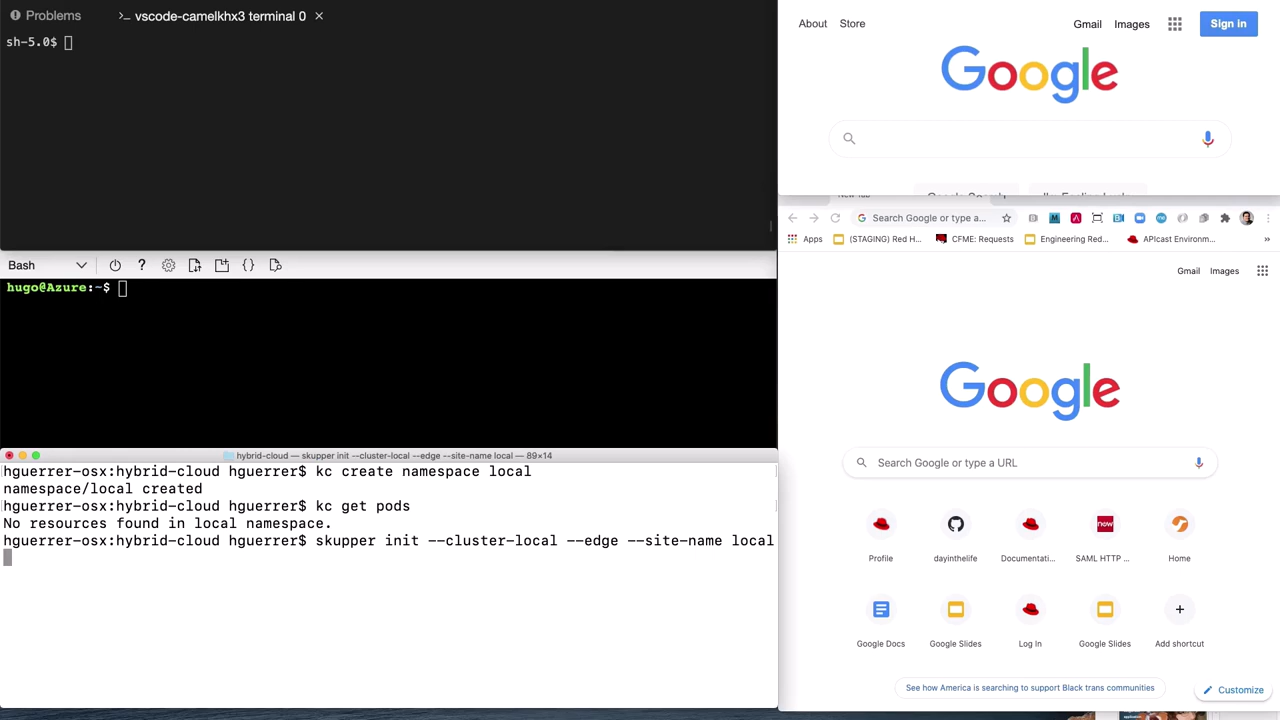 Problems
>_ vscode-camelkhx3 terminal 0 ×
sh-5.0$
Bash
hugo@Azure:~$
hybrid-cloud — skupper init --cluster-local --edge --site-name local — 89×14
hguerrer-osx:hybrid-cloud hguerrer$ kc create namespace local
namespace/local created
hguerrer-osx:hybrid-cloud hguerrer$ kc get pods
No resources found in local namespace.
hguerrer-osx:hybrid-cloud hguerrer$ skupper init --cluster-local --edge --site-name local
About Store
Gmail Images Sign in
Google
Search Google or type a...
Apps (STAGING) Red H... CFME: Requests Engineering Red... APIcast Environm... »
Gmail Images
Google
Search Google or type a URL
Profile dayinthelife Documentati... SAML HTTP ... Home
Google Docs Google Slides Log In Google Slides Add shortcut
See how America is searching to support Black trans communities
Customize